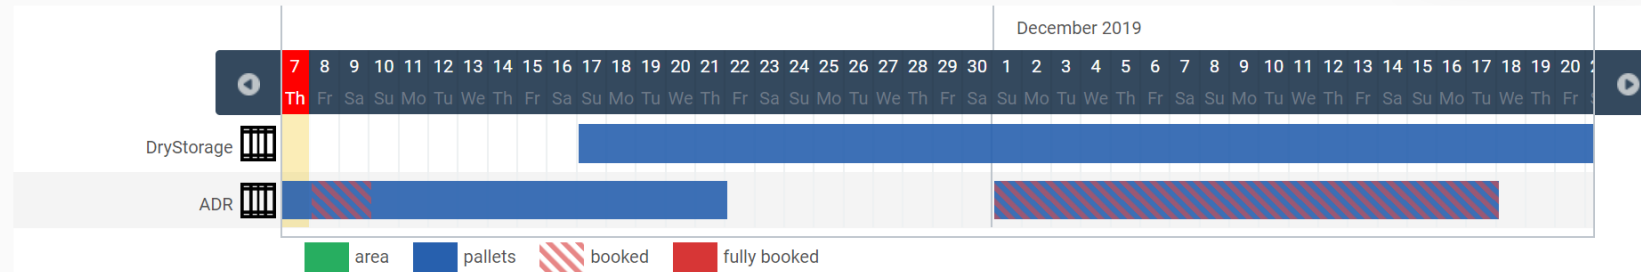 December 2019
7 8 9 10 11 12 13 14 15 16 17 18 19 20 21 22 23 24 25 26 27 28 29 30 1 2 3 4 5 6 7 8 9 10 11 12 13 14 15 16 17 18 19 20
Th Fr Sa Su Mo Tu We Th Fr Sa Su Mo Tu We Th Fr Sa Su Mo Tu We Th Fr Sa Su Mo Tu We Th Fr Sa Su Mo Tu We Th Fr Sa Su Mo Tu We Th Fr
DryStorage
ADR
area pallets booked fully booked